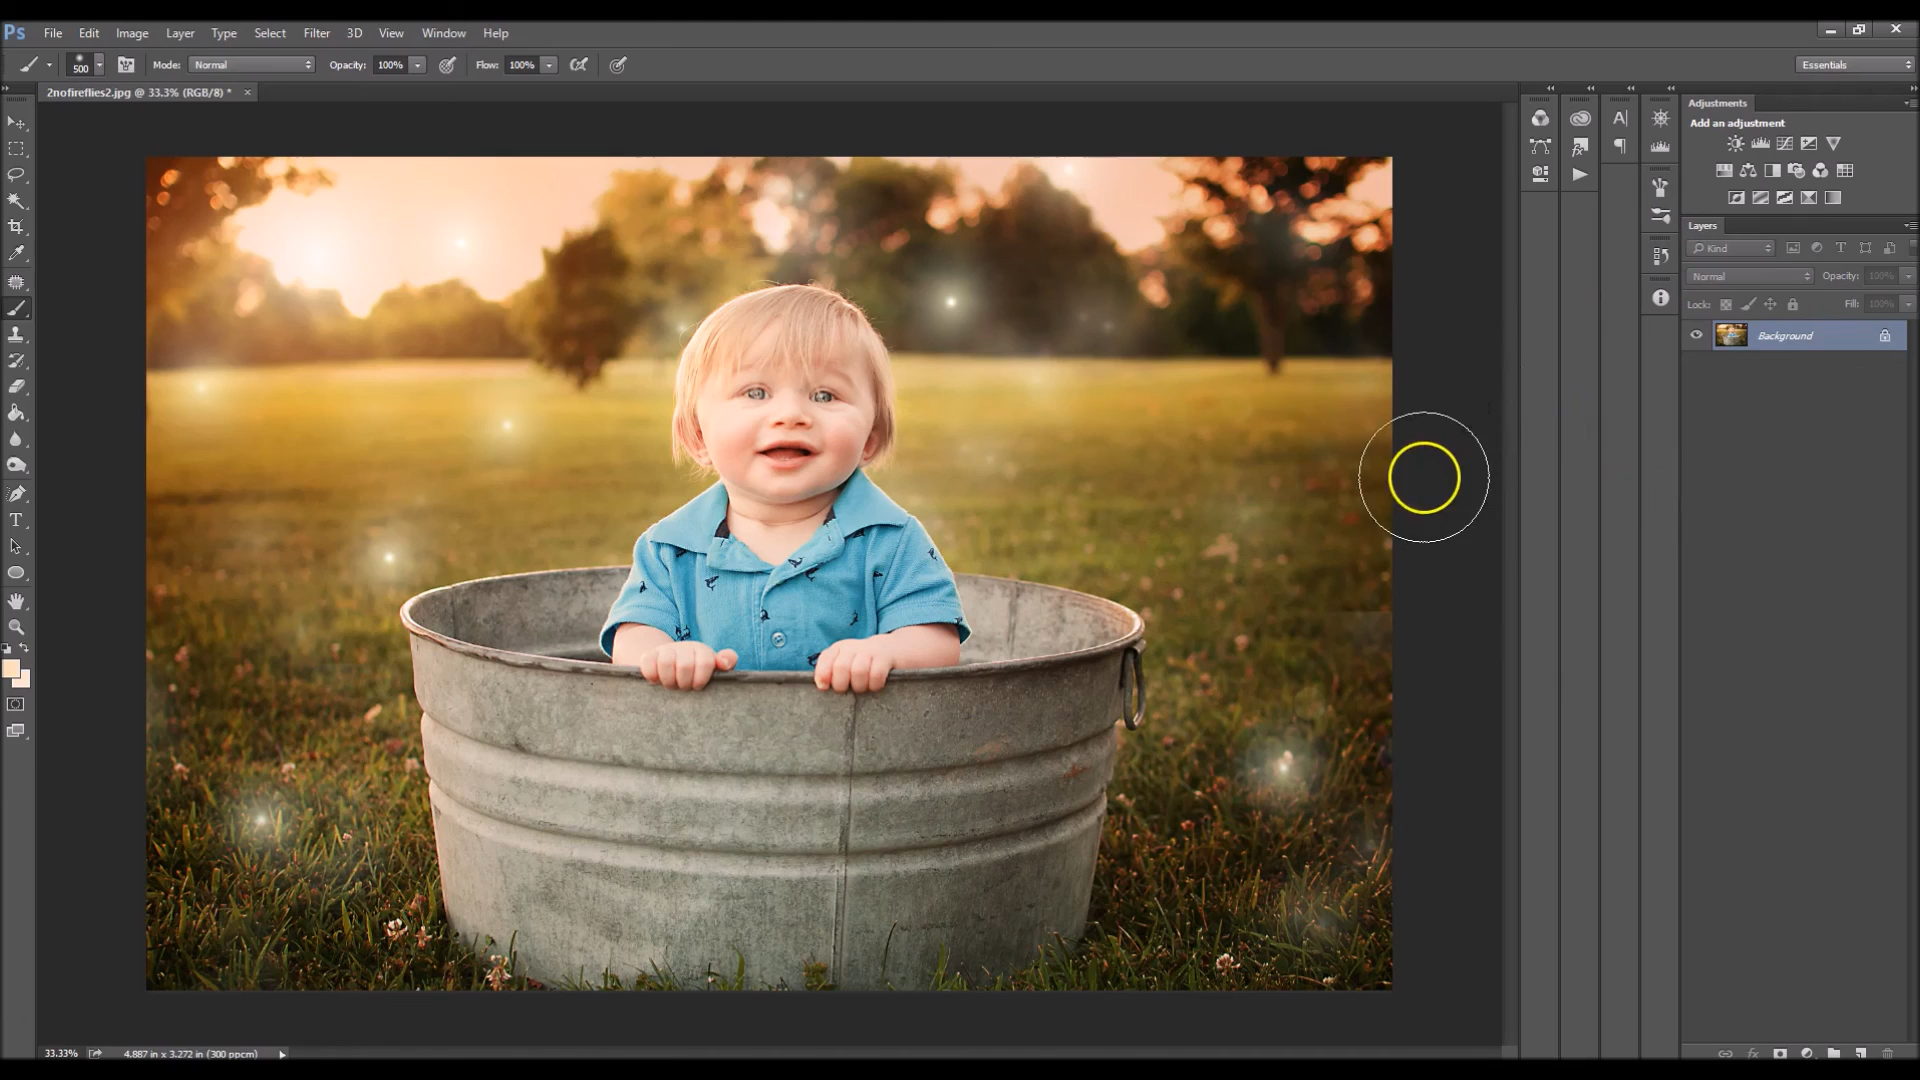 Ps File Edit Image Layer Type Select Filter 3D View Window Help
500 Mode: Normal Opacity: 100% Flow: 100% Essentials
2nofireflies2.jpg @ 33.3% (RGB/8) * ×
Adjustments
Add an adjustment
Layers
Kind
Normal Opacity: 100%
Lock: Fill: 100%
Background
33.33% 4.887 in x 3.272 in (300 ppcm)